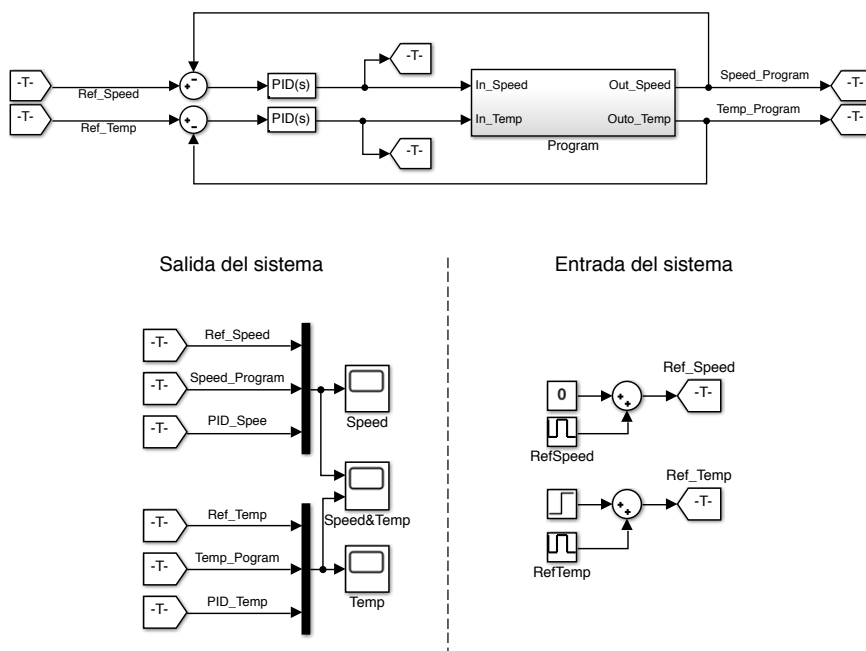 -T-
-T- Ref_Speed PID(s) In_Speed Out_Speed Speed_Program -T-
-T- Ref_Temp PID(s) In_Temp Outo_Temp Temp_Program -T-
-T-
Program
Salida del sistema
Entrada del sistema
-T- Ref_Speed
-T- Speed_Program
-T- PID_Spee
Speed
Speed&Temp
-T- Ref_Temp
-T- Temp_Pogram
-T- PID_Temp
Temp
Ref_Speed
0 -T-
RefSpeed
Ref_Temp
-T-
RefTemp